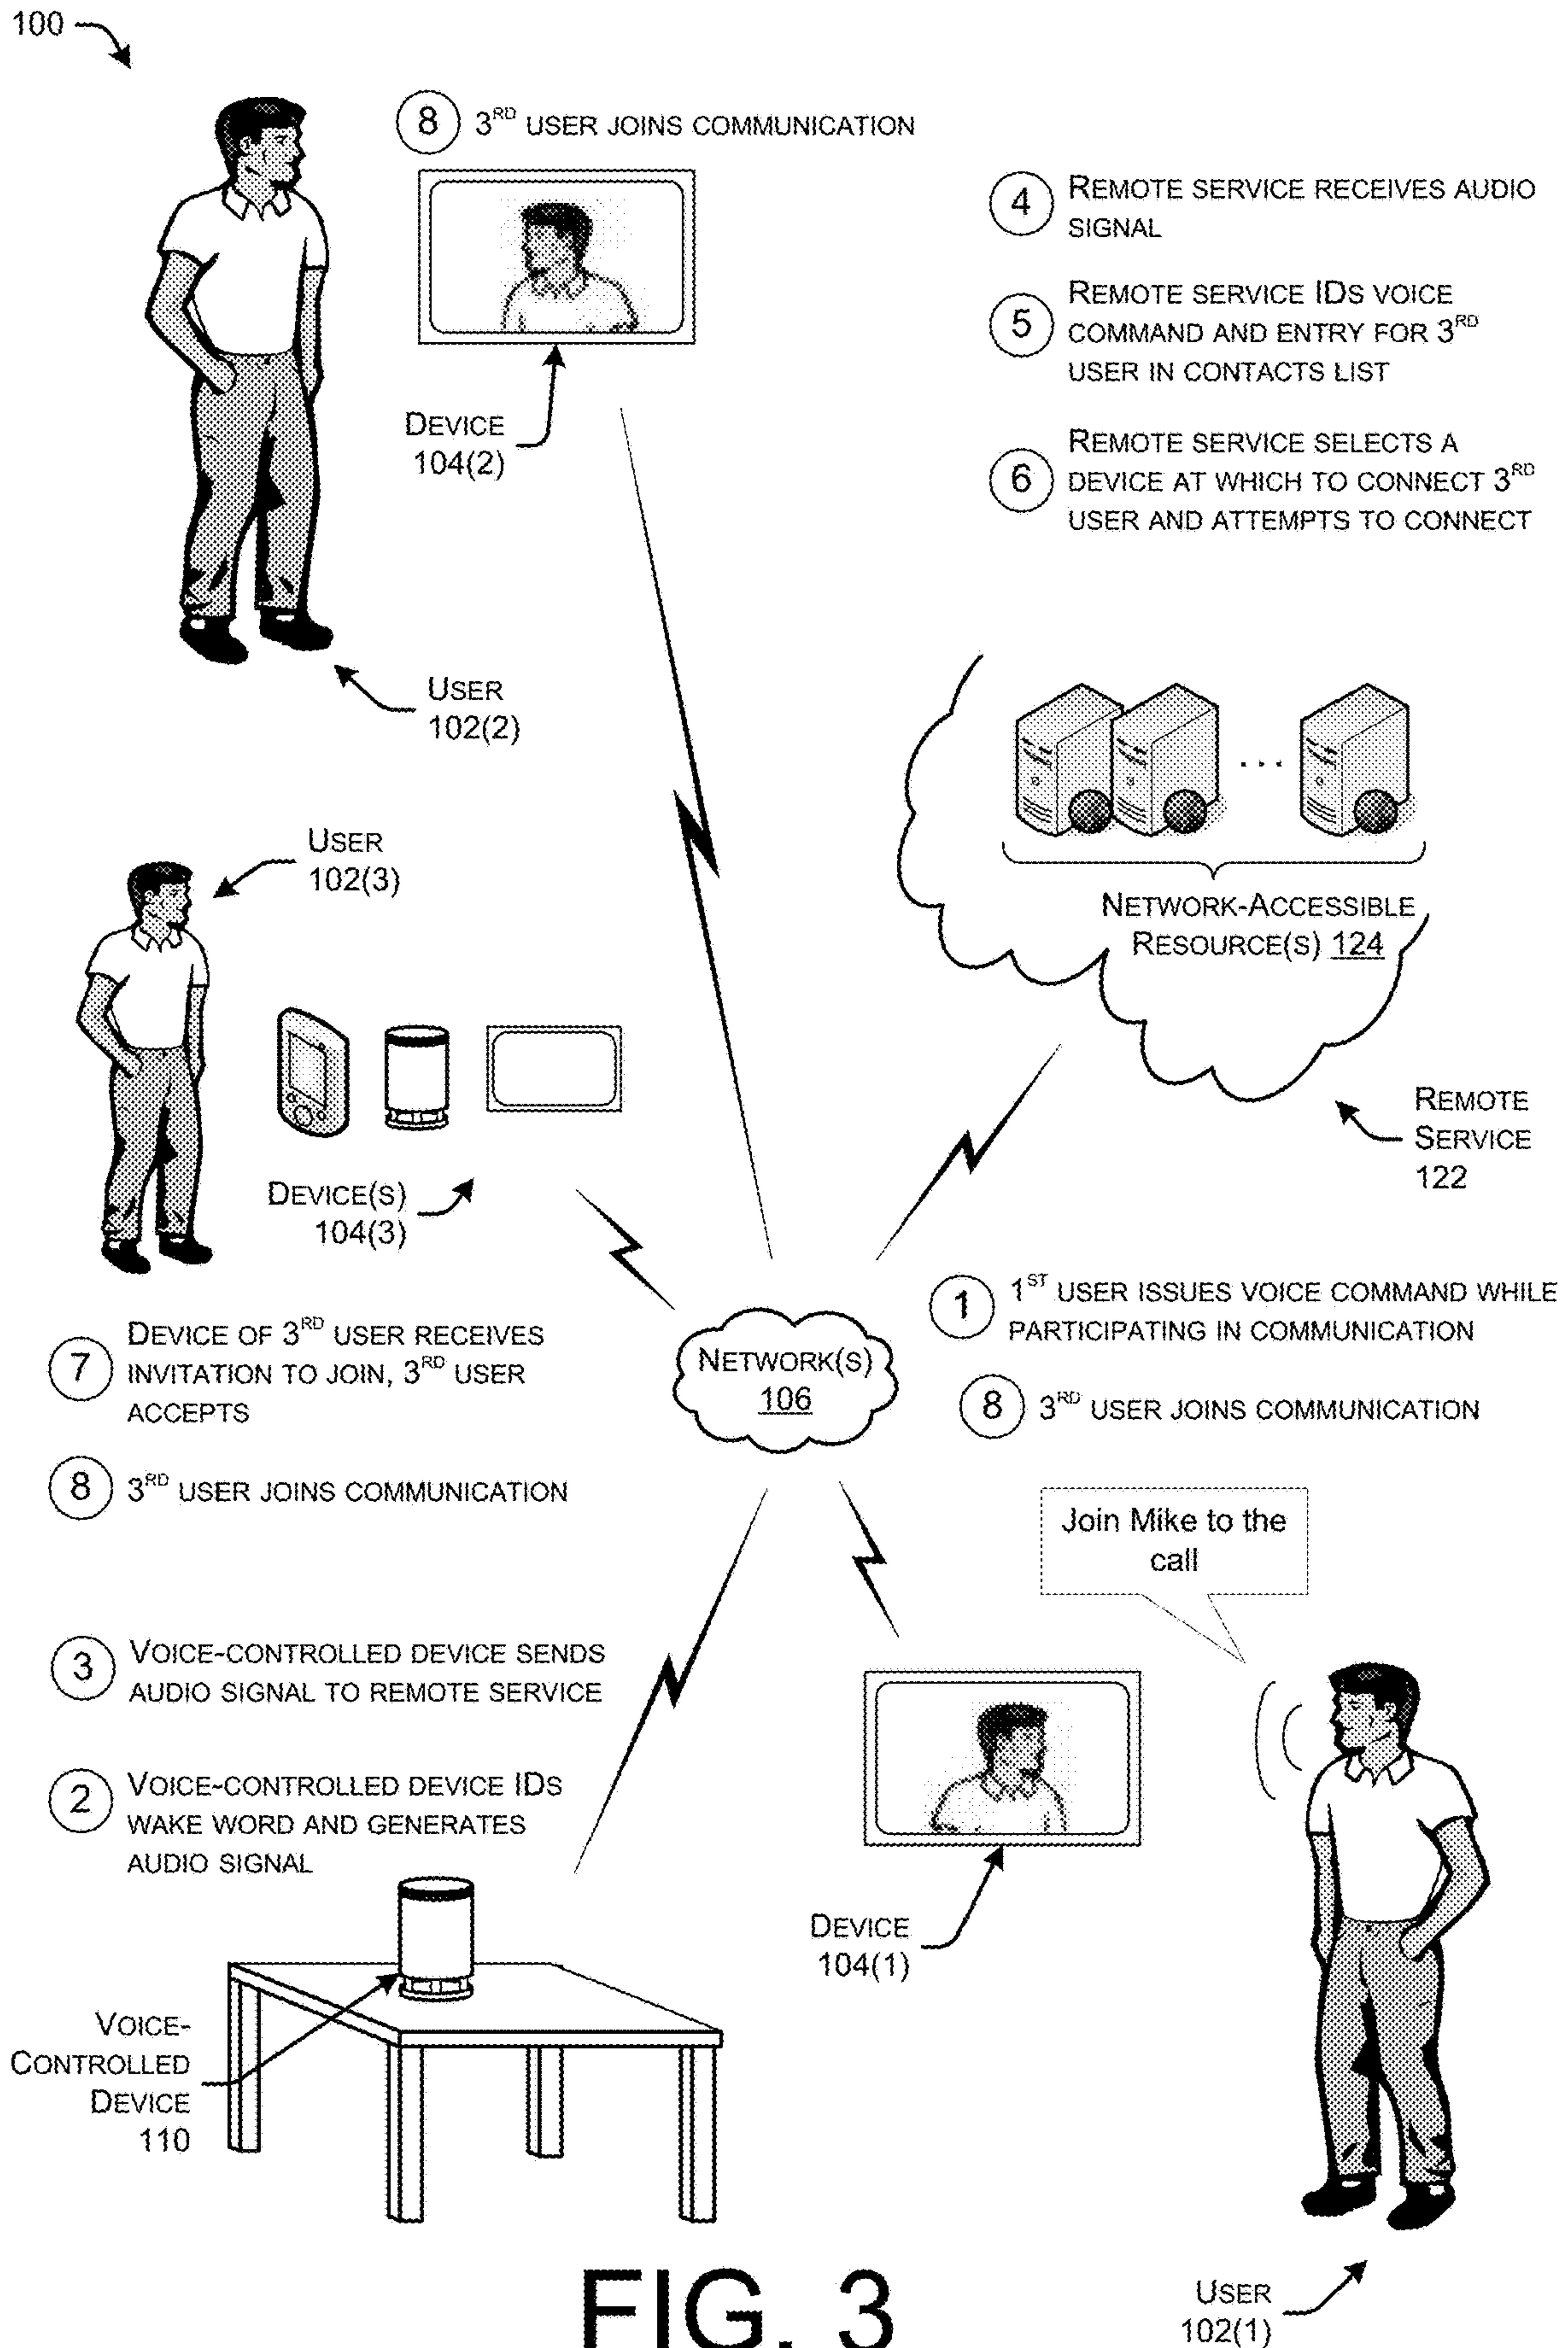 100
8 3RD USER JOINS COMMUNICATION
4 REMOTE SERVICE RECEIVES AUDIO
SIGNAL
5 REMOTE SERVICE IDS VOICE
COMMAND AND ENTRY FOR 3RD
USER IN CONTACTS LIST
6 REMOTE SERVICE SELECTS A
DEVICE AT WHICH TO CONNECT 3RD
USER AND ATTEMPTS TO CONNECT
DEVICE
104(2)
USER
102(2)
USER
102(3)
NETWORK-ACCESSIBLE
RESOURCE(S) 124
REMOTE
SERVICE
122
DEVICE(S)
104(3)
1 1ST USER ISSUES VOICE COMMAND WHILE
PARTICIPATING IN COMMUNICATION
8 3RD USER JOINS COMMUNICATION
7 DEVICE OF 3RD USER RECEIVES
INVITATION TO JOIN, 3RD USER
ACCEPTS
8 3RD USER JOINS COMMUNICATION
NETWORK(S)
106
Join Mike to the
call
3 VOICE-CONTROLLED DEVICE SENDS
AUDIO SIGNAL TO REMOTE SERVICE
2 VOICE-CONTROLLED DEVICE IDS
WAKE WORD AND GENERATES
AUDIO SIGNAL
DEVICE
104(1)
VOICE-
CONTROLLED
DEVICE
110
USER
102(1)
FIG. 3